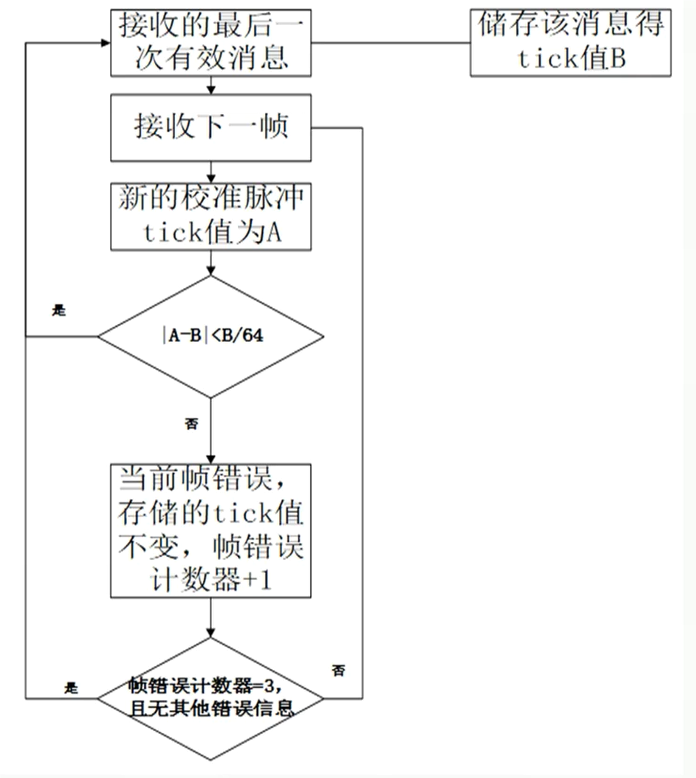 接收的最后一
次有效消息
储存该消息得
tick值B
接收下一帧
新的校准脉冲
tick值为A
是
|A-B|<B/64
否
当前帧错误，
存储的tick值
不变，帧错误
计数器+1
否
是
帧错误计数器=3，
且无其他错误信息